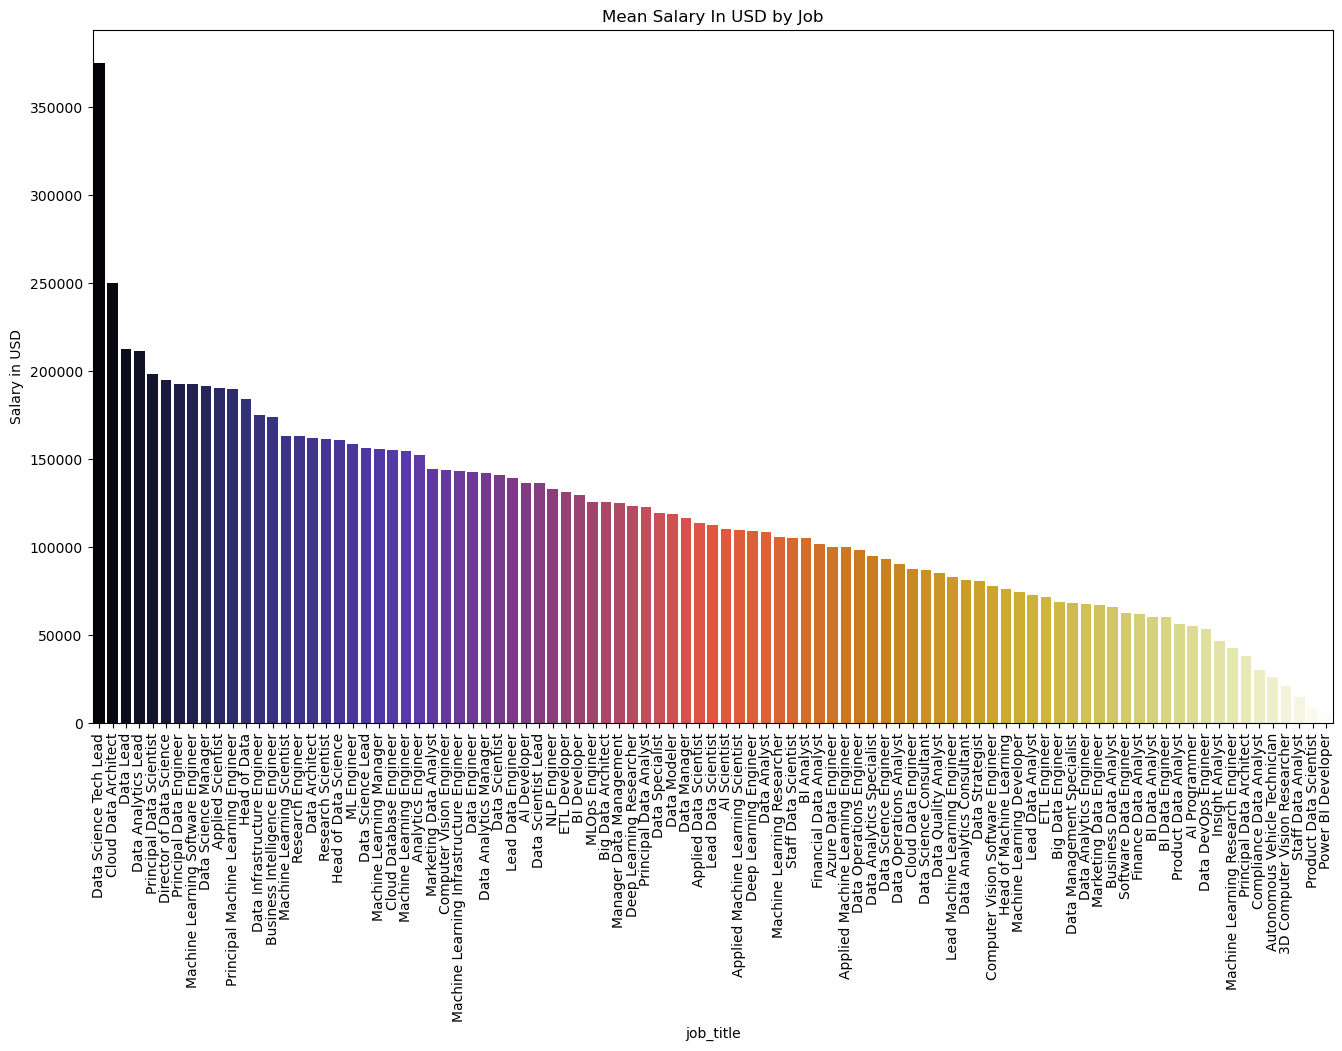 Mean Salary In USD by Job
Salary in USD
350000
300000
250000
200000
150000
100000
50000
0
Data Science Tech Lead
Cloud Data Architect
Data Lead
Data Analytics Lead
Principal Data Scientist
Director of Data Science
Principal Data Engineer
Machine Learning Software Engineer
Data Science Manager
Applied Scientist
Principal Machine Learning Engineer
Head of Data
Data Infrastructure Engineer
Business Intelligence Engineer
Machine Learning Scientist
Research Engineer
Data Architect
Research Scientist
Head of Data Science
ML Engineer
Data Science Lead
Machine Learning Manager
Cloud Database Engineer
Machine Learning Engineer
Analytics Engineer
Marketing Data Analyst
Computer Vision Engineer
Machine Learning Infrastructure Engineer
Data Engineer
Data Analytics Manager
Data Scientist
Lead Data Engineer
AI Developer
Data Scientist Lead
NLP Engineer
ETL Developer
BI Developer
MLOps Engineer
Big Data Architect
Manager Data Management
Deep Learning Researcher
Principal Data Analyst
Data Specialist
Data Modeler
Data Manager
Applied Data Scientist
Lead Data Scientist
AI Scientist
Applied Machine Learning Scientist
Deep Learning Engineer
Data Analyst
Machine Learning Researcher
Staff Data Scientist
BI Analyst
Financial Data Analyst
Azure Data Engineer
Applied Machine Learning Engineer
Data Operations Engineer
Data Analytics Specialist
Data Science Engineer
Data Operations Analyst
Cloud Data Engineer
Data Science Consultant
Data Quality Analyst
Lead Machine Learning Engineer
Data Analytics Consultant
Data Strategist
Computer Vision Software Engineer
Head of Machine Learning
Machine Learning Developer
Lead Data Analyst
ETL Engineer
Big Data Engineer
Data Management Specialist
Data Analytics Engineer
Marketing Data Engineer
Business Data Analyst
Software Data Engineer
Finance Data Analyst
BI Data Analyst
BI Data Engineer
Product Data Analyst
AI Programmer
Data DevOps Engineer
Insight Analyst
Machine Learning Research Engineer
Principal Data Architect
Compliance Data Analyst
Autonomous Vehicle Technician
3D Computer Vision Researcher
Staff Data Analyst
Product Data Scientist
Power BI Developer
job_title